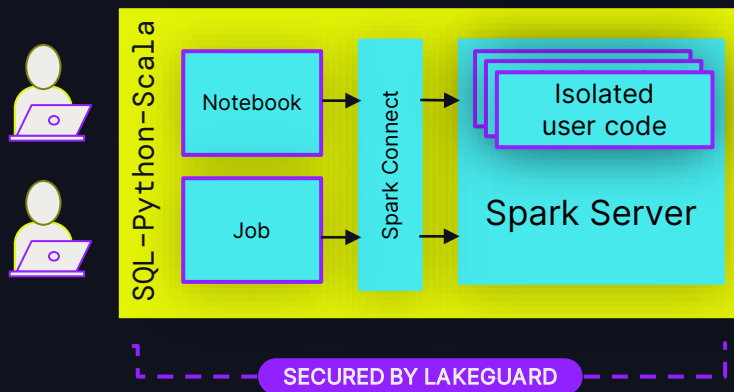 SQL-Python-Scala
Notebook
Job
Spark Connect
Isolated
user code
Spark Server
SECURED BY LAKEGUARD